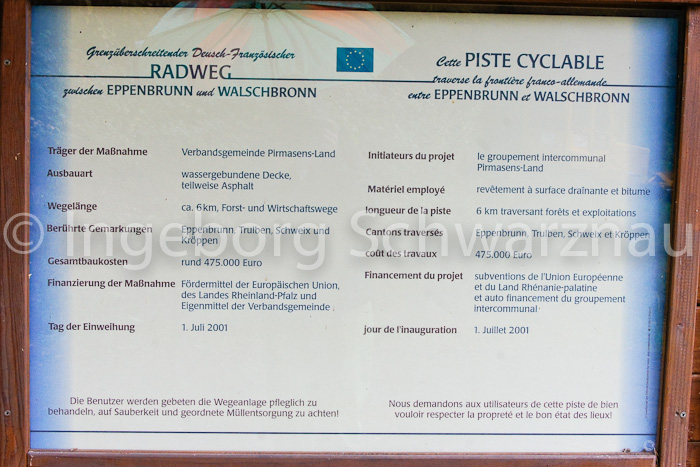 Grenzüberschreitender Deusch-Französischer
RADWEG
zwischen EPPENBRUNN und WALSCHBRONN
Cette PISTE CYCLABLE
traverse la frontière franco-allemande
entre EPPENBRUNN et WALSCHBRONN
Träger der Maßnahme Verbandsgemeinde Pirmasens-Land
Ausbauart wassergebundene Decke,
teilweise Asphalt
Wegelänge ca. 6 km, Forst- und Wirtschaftswege
Berührte Gemarkungen Eppenbrunn, Trulben, Schweix und
Kröppen
Gesamtbaukosten rund 475.000 Euro
Finanzierung der Maßnahme Fördermittel der Europäischen Union,
des Landes Rheinland-Pfalz und
Eigenmittel der Verbandsgemeinde
Tag der Einweihung 1. Juli 2001
Die Benutzer werden gebeten die Wegeanlage pfleglich zu
behandeln, auf Sauberkeit und geordnete Müllentsorgung zu achten!
Initiateurs du projet le groupement intercommunal
Pirmasens-Land
Matériel employé revêtement à surface draînante et bitume
longueur de la piste 6 km traversant forêts et exploitations
Cantons traversés Eppenbrunn, Trulben, Schweix et Kröppen
coût des travaux 475.000 Euro
Financement du projet subventions de l'Union Européenne
et du Land Rhénanie-palatine
et auto financement du groupement
intercommunal
jour de l'inauguration 1. Juillet 2001
Nous demandons aux utilisateurs de cette piste de bien
vouloir respecter la propreté et le bon état des lieux!
© Ingeborg Schwarznau